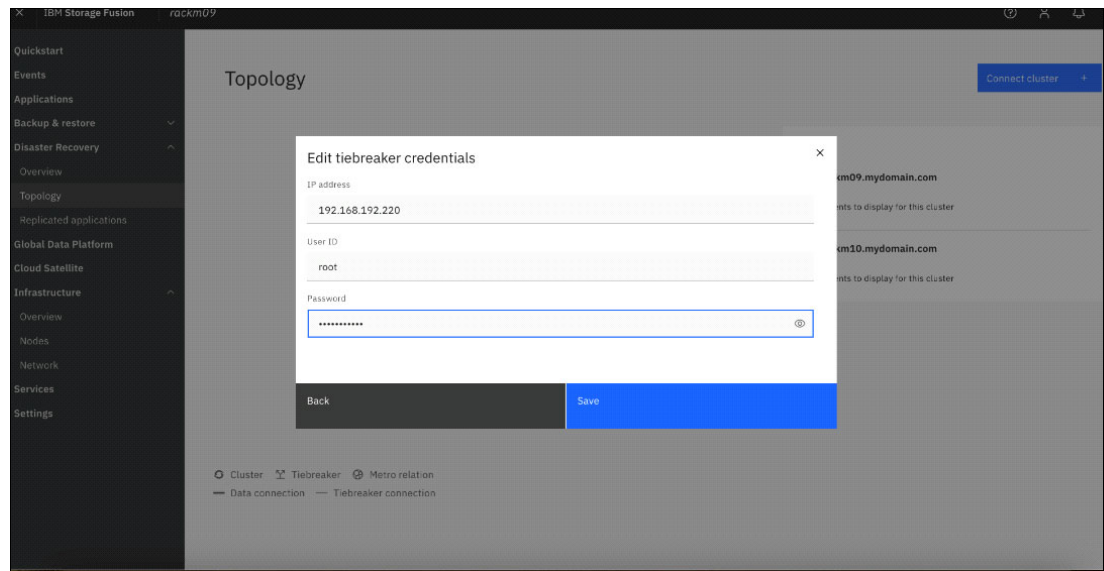 IBM Storage Fusion rackm09
Quickstart
Events
Applications
Backup & restore
Disaster Recovery
Overview
Topology
Replicated applications
Global Data Platform
Cloud Satellite
Infrastructure
Overview
Nodes
Network
Services
Settings
Topology
Connect cluster +
Edit tiebreaker credentials
IP address
192.168.192.220
User ID
root
Password
•••••••••••
Back Save
km09.mydomain.com
nts to display for this cluster
km10.mydomain.com
nts to display for this cluster
Cluster Tiebreaker Metro relation
Data connection Tiebreaker connection